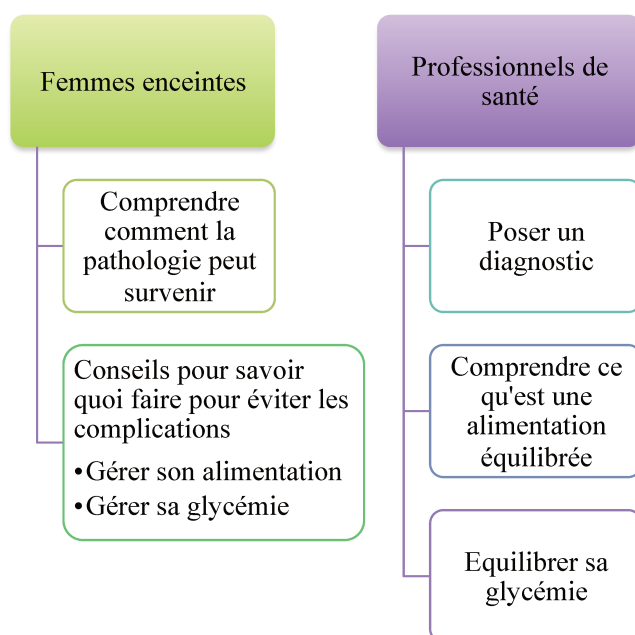 Femmes enceintes
Comprendre
comment la
pathologie peut
survenir
Conseils pour savoir
quoi faire pour éviter les
complications
•Gérer son alimentation
•Gérer sa glycémie
Professionnels de
santé
Poser un
diagnostic
Comprendre ce
qu'est une
alimentation
équilibrée
Equilibrer sa
glycémie